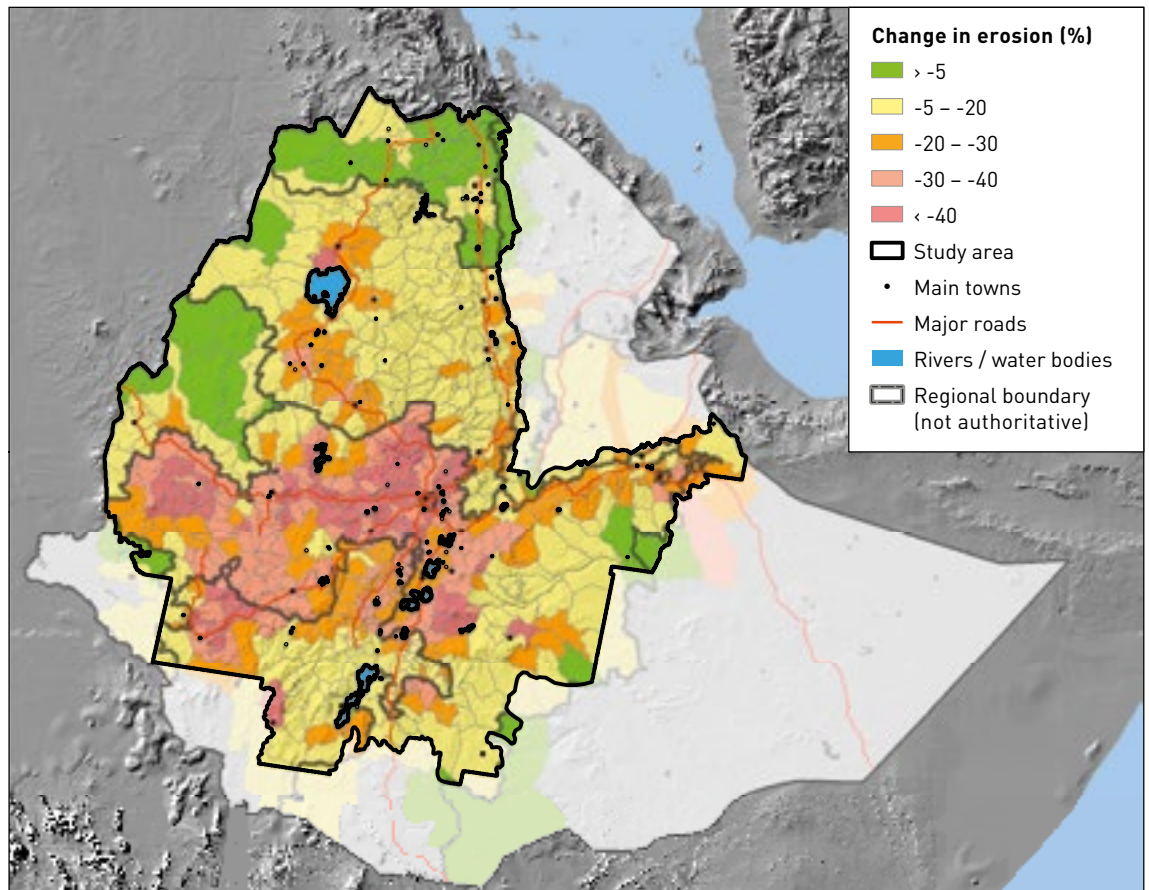 Change in erosion (%)
› -5
-5 – -20
-20 – -30
-30 – -40
‹ -40
Study area
Main towns
Major roads
Rivers / water bodies
Regional boundary
(not authoritative)